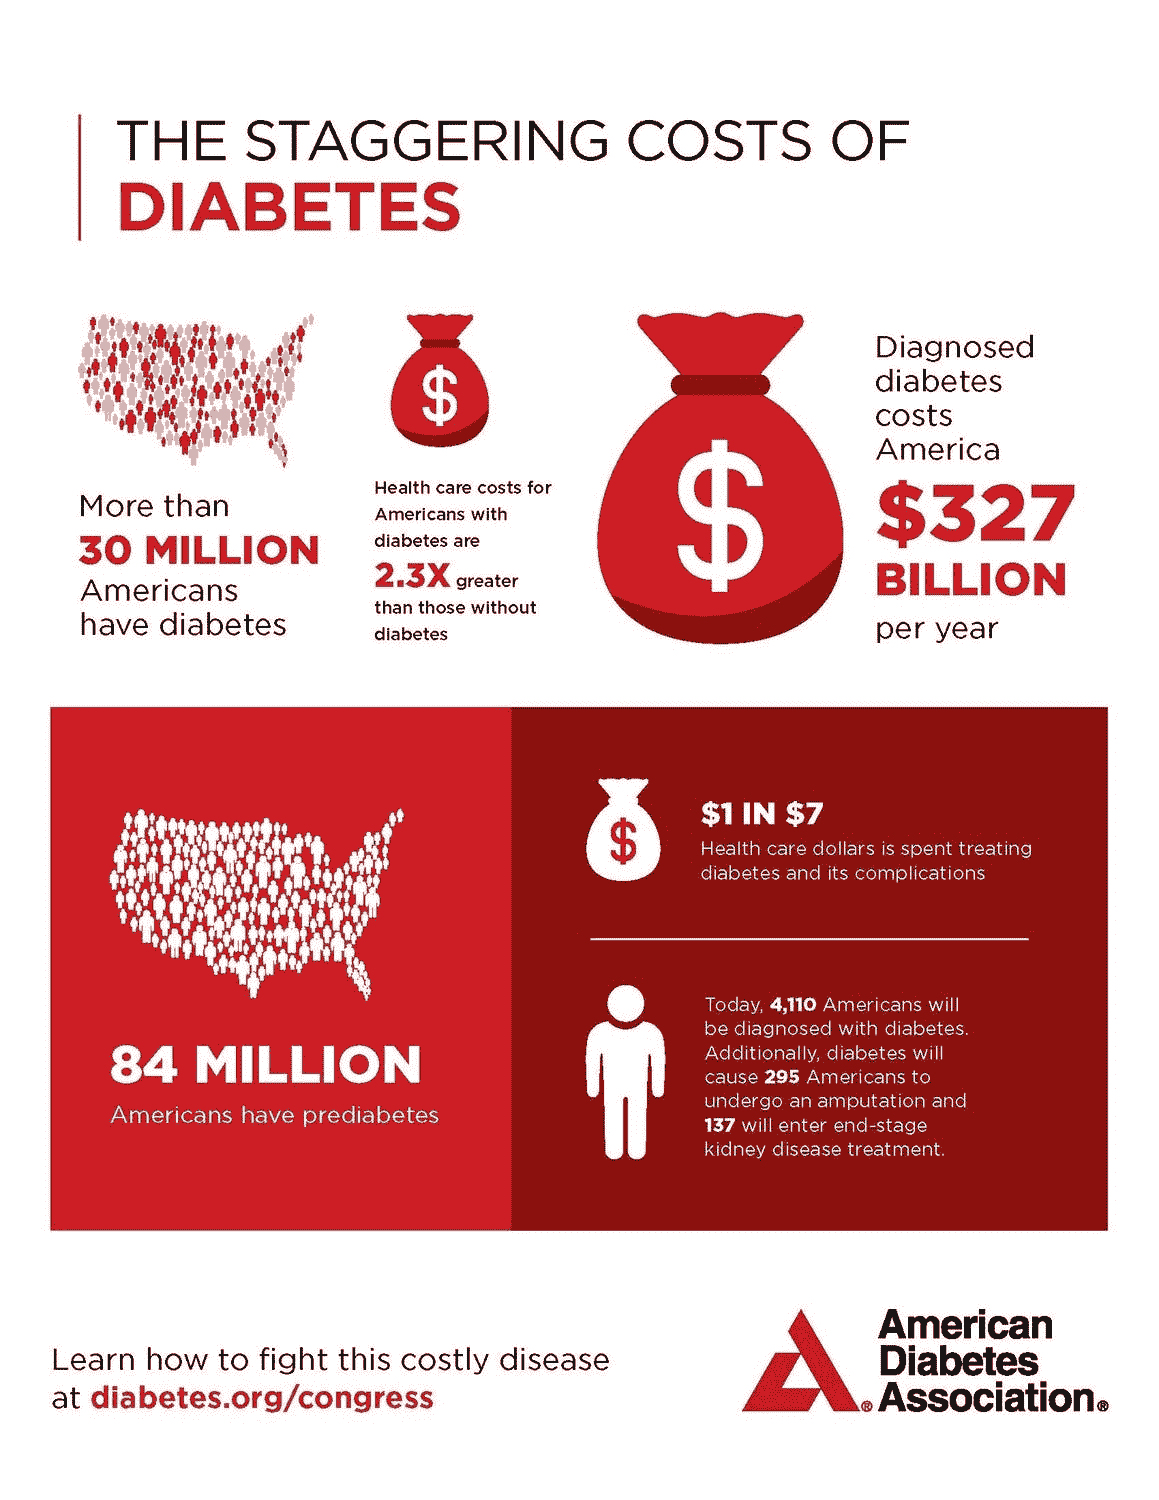 THE STAGGERING COSTS OF
DIABETES
More than
30 MILLION
Americans
have diabetes
$
Health care costs for
Americans with
diabetes are
2.3X greater
than those without
diabetes
$
Diagnosed
diabetes
costs
America
$327
BILLION
per year
84 MILLION
Americans have prediabetes
$
$1 IN $7
Health care dollars is spent treating
diabetes and its complications
Today, 4,110 Americans will
be diagnosed with diabetes.
Additionally, diabetes will
cause 295 Americans to
undergo an amputation and
137 will enter end-stage
kidney disease treatment.
Learn how to fight this costly disease
at diabetes.org/congress
American
Diabetes
® Association®